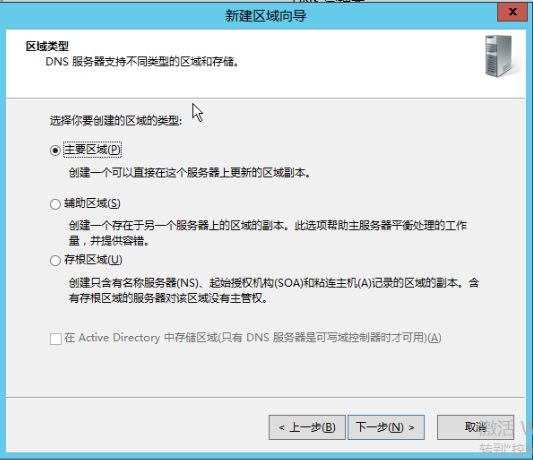 新建区域向导
x
区域类型
DNS 服务器支持不同类型的区域和存储。
选择你要创建的区域的类型:
主要区域(P)
创建一个可以直接在这个服务器上更新的区域副本。
辅助区域(S)
创建一个存在于另一个服务器上的区域的副本。此选项帮助主服务器平衡处理的工作
量，并提供容错。
存根区域(U)
创建只含有名称服务器(NS)、起始授权机构(SOA)和粘连主机(A)记录的区域的副本。含
有存根区域的服务器对该区域没有主管权。
在 Active Directory 中存储区域(只有 DNS 服务器是可写域控制器时才可用)(A)
< 上一步(B)
下一步(N) >
取消
激活 W
转到"控